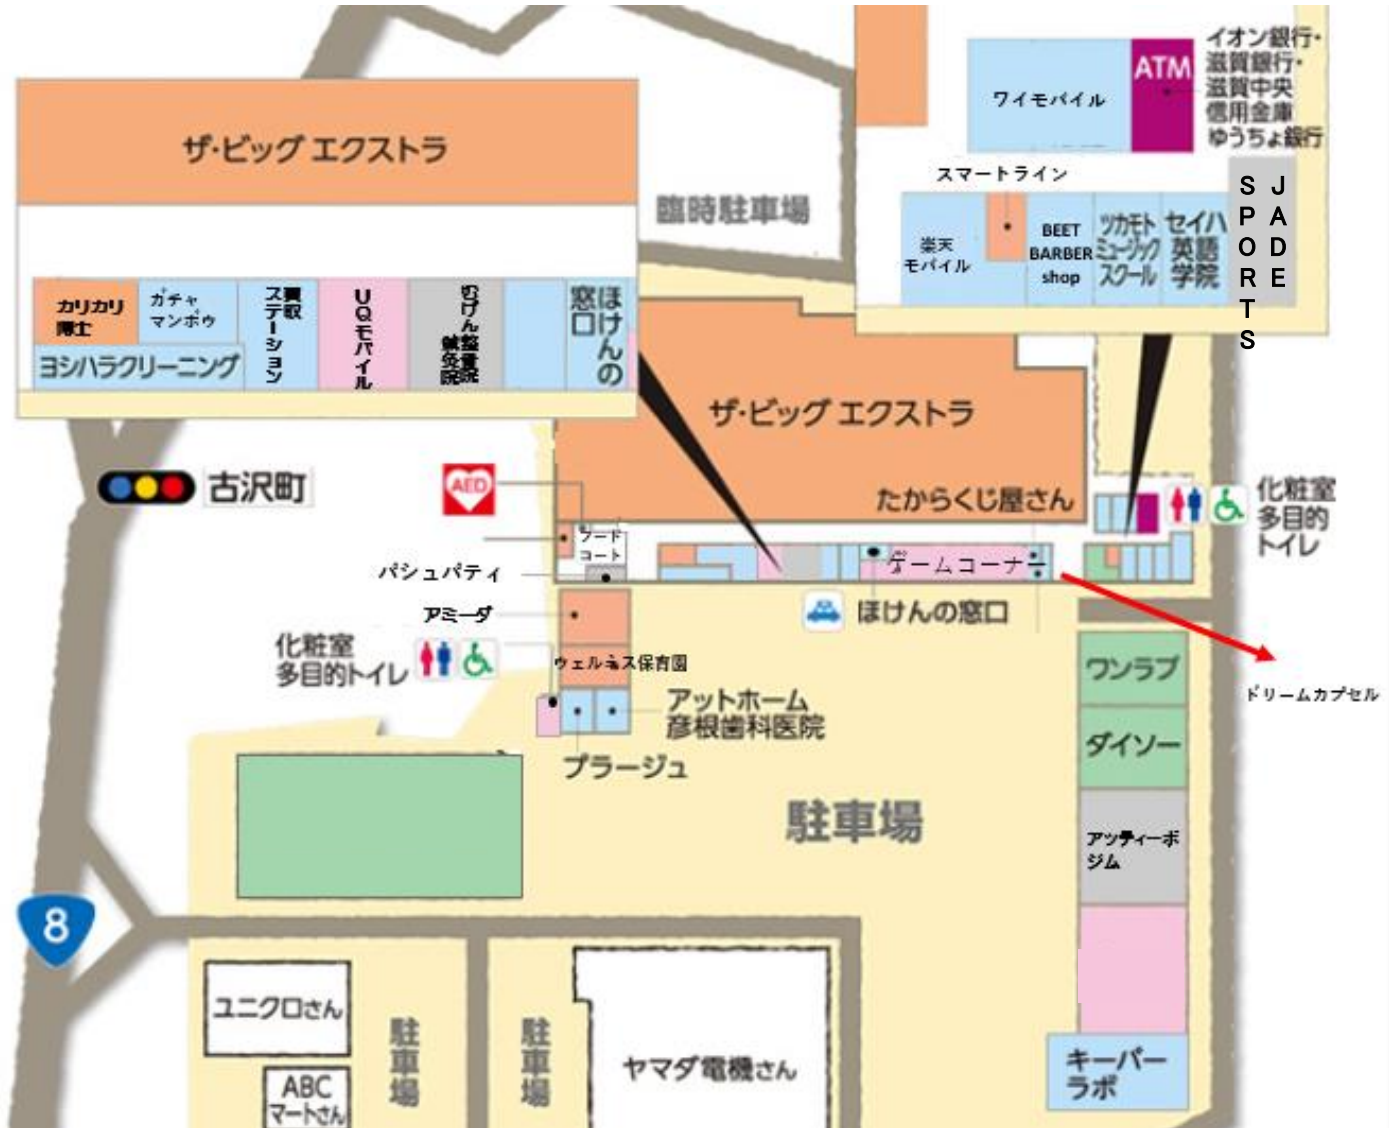 ザ・ビッグ エクストラ
カリカリ
博士
ガチャ
マンボウ
ヨシハラクリーニング
買取
ステーション
UQモバイル
むげん整骨院
鍼灸院
ほけんの
窓口
臨時駐車場
ワイモバイル
ATM
イオン銀行・
滋賀銀行・
滋賀中央
信用金庫
ゆうちょ銀行
スマートライン
楽天
モバイル
BEET
BARBER
shop
ツカモト
ミュージック
スクール
セイハ
英語
学院
JADE
SPORTS
ザ・ビッグ エクストラ
たからくじ屋さん
古沢町
AED
フード
コート
パシュパティ
ゲームコーナー
化粧室
多目的
トイレ
アミーダ
ほけんの窓口
化粧室
多目的トイレ
ウェルネス保育園
アットホーム
彦根歯科医院
プラージュ
ワンラブ
ドリームカプセル
ダイソー
駐車場
アッティーボ
ジム
8
ユニクロさん
ABC
マートさん
駐車場
駐車場
ヤマダ電機さん
キーパー
ラボ